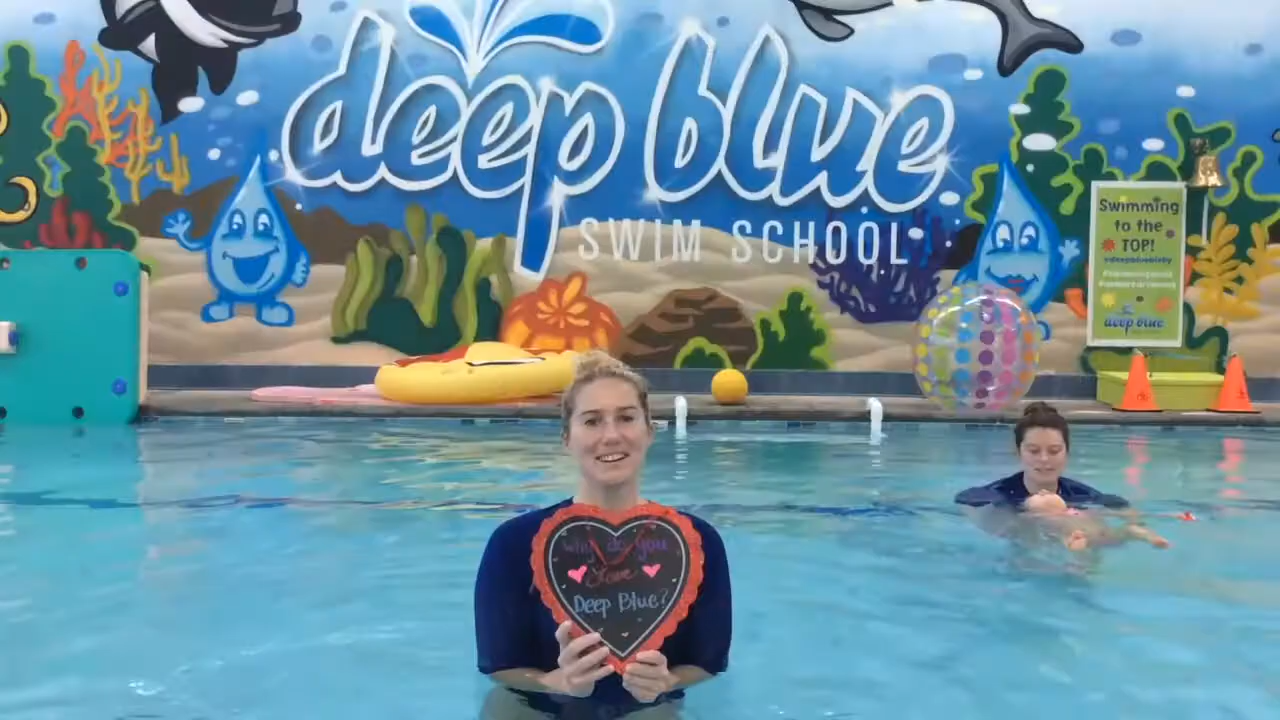 deep blue
SWIM SCHOOL
Swimming
to the
TOP!
deep blue
Why do you
Love
Deep Blue?